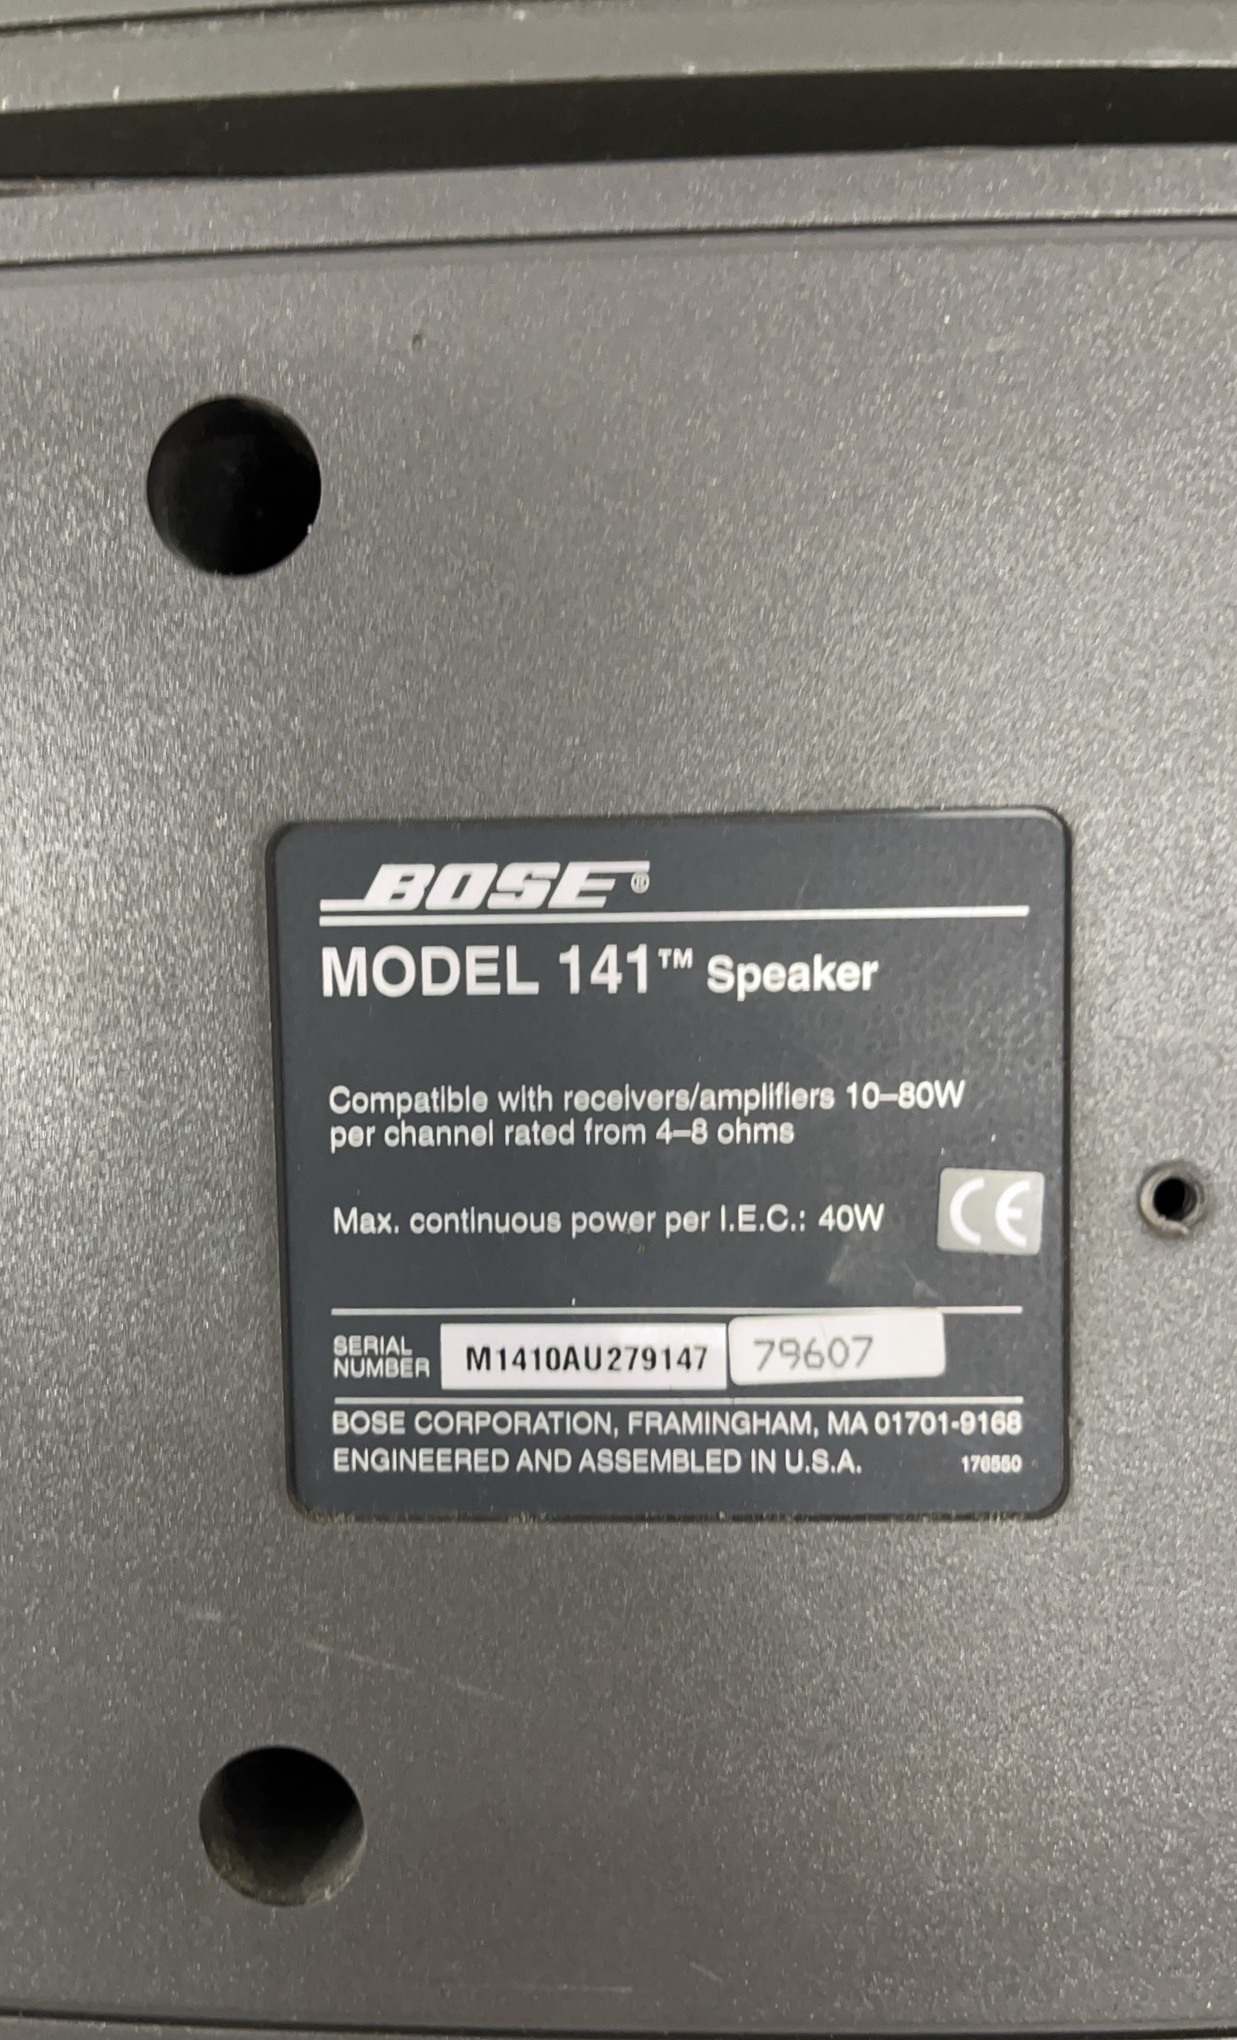 BOSE®
MODEL 141™ Speaker
Compatible with receivers/amplifiers 10–80W
per channel rated from 4–8 ohms
Max. continuous power per I.E.C.: 40W
CE
SERIAL
NUMBER
M1410AU279147
79607
BOSE CORPORATION, FRAMINGHAM, MA 01701-9168
ENGINEERED AND ASSEMBLED IN U.S.A.
176550